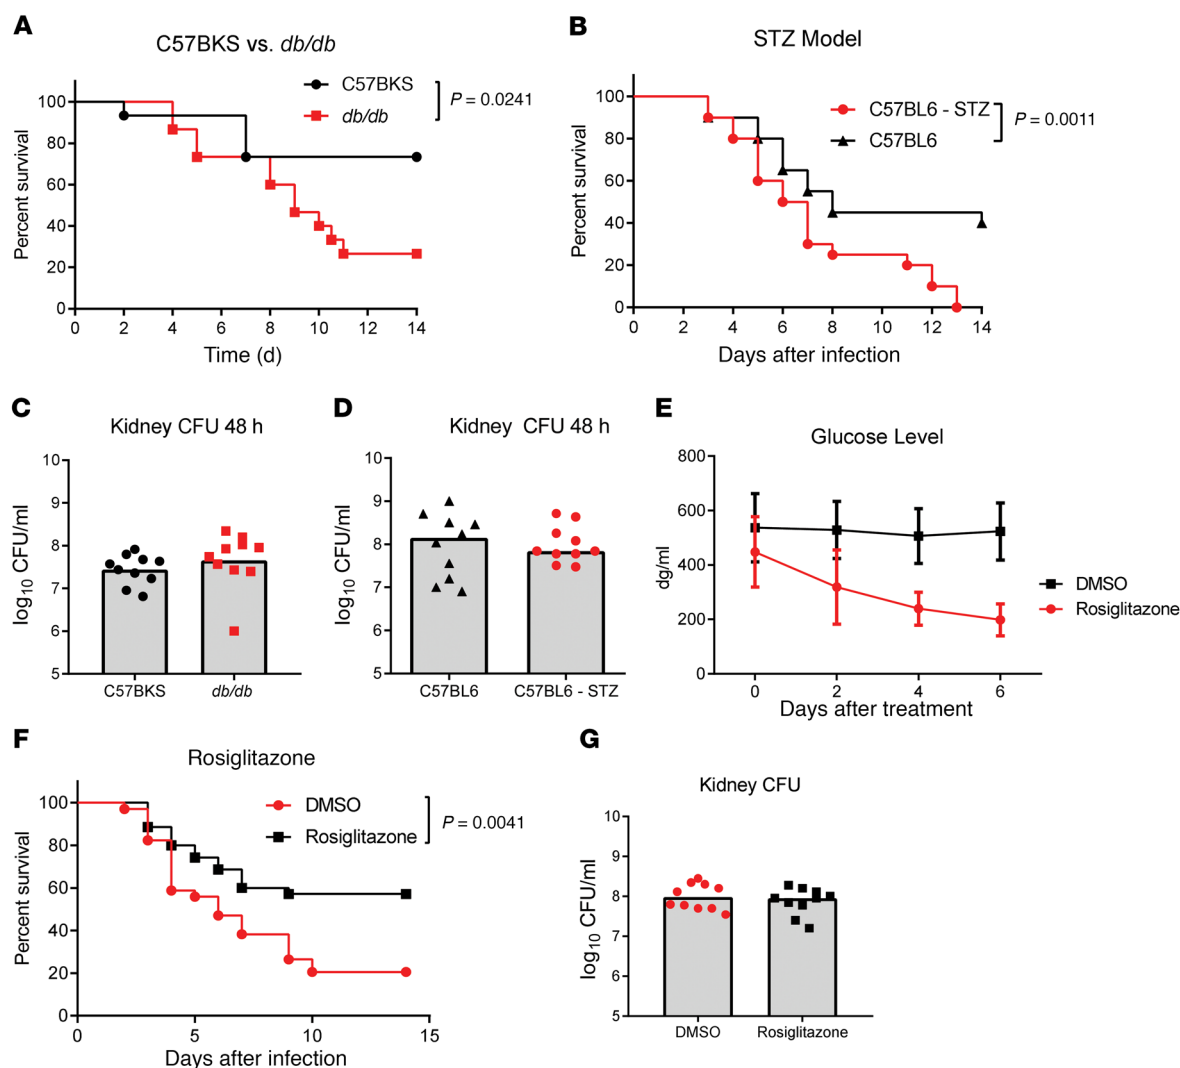 A
C57BKS vs. db/db
C57BKS
db/db
P = 0.0241
Percent survival
100
80
60
40
20
0
0 2 4 6 8 10 12 14
Time (d)
B
STZ Model
C57BL6 - STZ
C57BL6
P = 0.0011
Percent survival
100
80
60
40
20
0
0 2 4 6 8 10 12 14
Days after infection
C
Kidney CFU 48 h
log10 CFU/ml
10
9
8
7
6
5
C57BKS db/db
D
Kidney CFU 48 h
log10 CFU/ml
10
9
8
7
6
5
C57BL6 C57BL6 - STZ
E
Glucose Level
dg/ml
800
600
400
200
0
0 2 4 6
Days after treatment
DMSO
Rosiglitazone
F
Rosiglitazone
DMSO
Rosiglitazone
P = 0.0041
Percent survival
100
80
60
40
20
0
0 5 10 15
Days after infection
G
Kidney CFU
log10 CFU/ml
10
9
8
7
6
5
DMSO Rosiglitazone